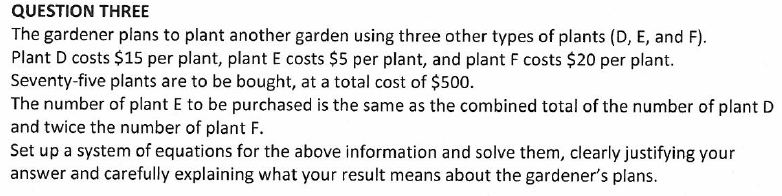 QUESTION THREE
The gardener plans to plant another garden using three other types of plants (D, E, and F).
Plant D costs $15 per plant, plant E costs $5 per plant, and plant F costs $20 per plant.
Seventy-five plants are to be bought, at a total cost of $500.
The number of plant E to be purchased is the same as the combined total of the number of plant D
and twice the number of plant F.
Set up a system of equations for the above information and solve them, clearly justifying your
answer and carefully explaining what your result means about the gardener's plans.